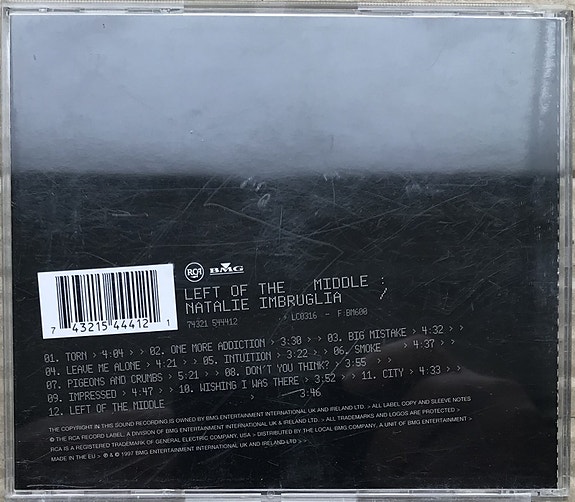 RCA BMG
LEFT OF THE MIDDLE :
NATALIE IMBRUGLIA /
74321 544412 :> LC0316 - F:BM600
7 43215 44412 1
01. TORN > 4:04 > > 02. ONE MORE ADDICTION > 3:30 > > 03. BIG MISTAKE > 4:32 > >
04. LEAVE ME ALONE > 4:21 > > 05. INTUITION > 3:22 > > 06. SMOKE > 4:37 > >
07. PIGEONS AND CRUMBS > 5:21 > > 08. DON'T YOU THINK? > 3:55 > >
09. IMPRESSED > 4:47 > > 10. WISHING I WAS THERE > 3:52 > > 11. CITY > 4:33 > >
12. LEFT OF THE MIDDLE > 3:46
THE COPYRIGHT IN THIS SOUND RECORDING IS OWNED BY BMG ENTERTAINMENT INTERNATIONAL UK AND IRELAND LTD. > ALL LABEL COPY AND SLEEVE NOTES
© THE RCA RECORD LABEL, A DIVISION OF BMG ENTERTAINMENT INTERNATIONAL UK AND IRELAND LTD. > ALL TRADEMARKS AND LOGOS ARE PROTECTED >
RCA IS A REGISTERED TRADEMARK OF GENERAL ELECTRIC COMPANY, USA > DISTRIBUTED BY THE LOCAL BMG COMPANY, A UNIT OF BMG ENTERTAINMENT >
MADE IN THE EU > ℗ & © 1997 BMG ENTERTAINMENT INTERNATIONAL UK AND IRELAND LTD > >